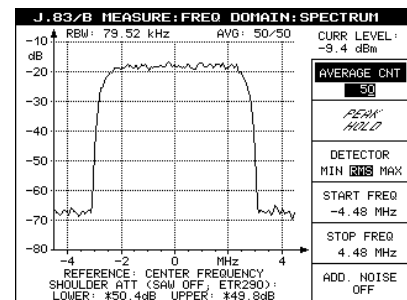 J.83/B MEASURE:FREQ DOMAIN:SPECTRUM
RBW: 79.52 kHz AVG: 50/50
CURR LEVEL:
-9.4 dBm
-10
dB
-20
-30
-40
-50
-60
-70
-80
-4 -2 0 MHz 4
AVERAGE CNT
50
PEAK
HOLD
DETECTOR
MIN RMS MAX
START FREQ
-4.48 MHz
STOP FREQ
4.48 MHz
ADD. NOISE
OFF
REFERENCE: CENTER FREQUENCY
SHOULDER ATT (SAW OFF, ETR290):
LOWER: *50.4dB UPPER: *49.8dB